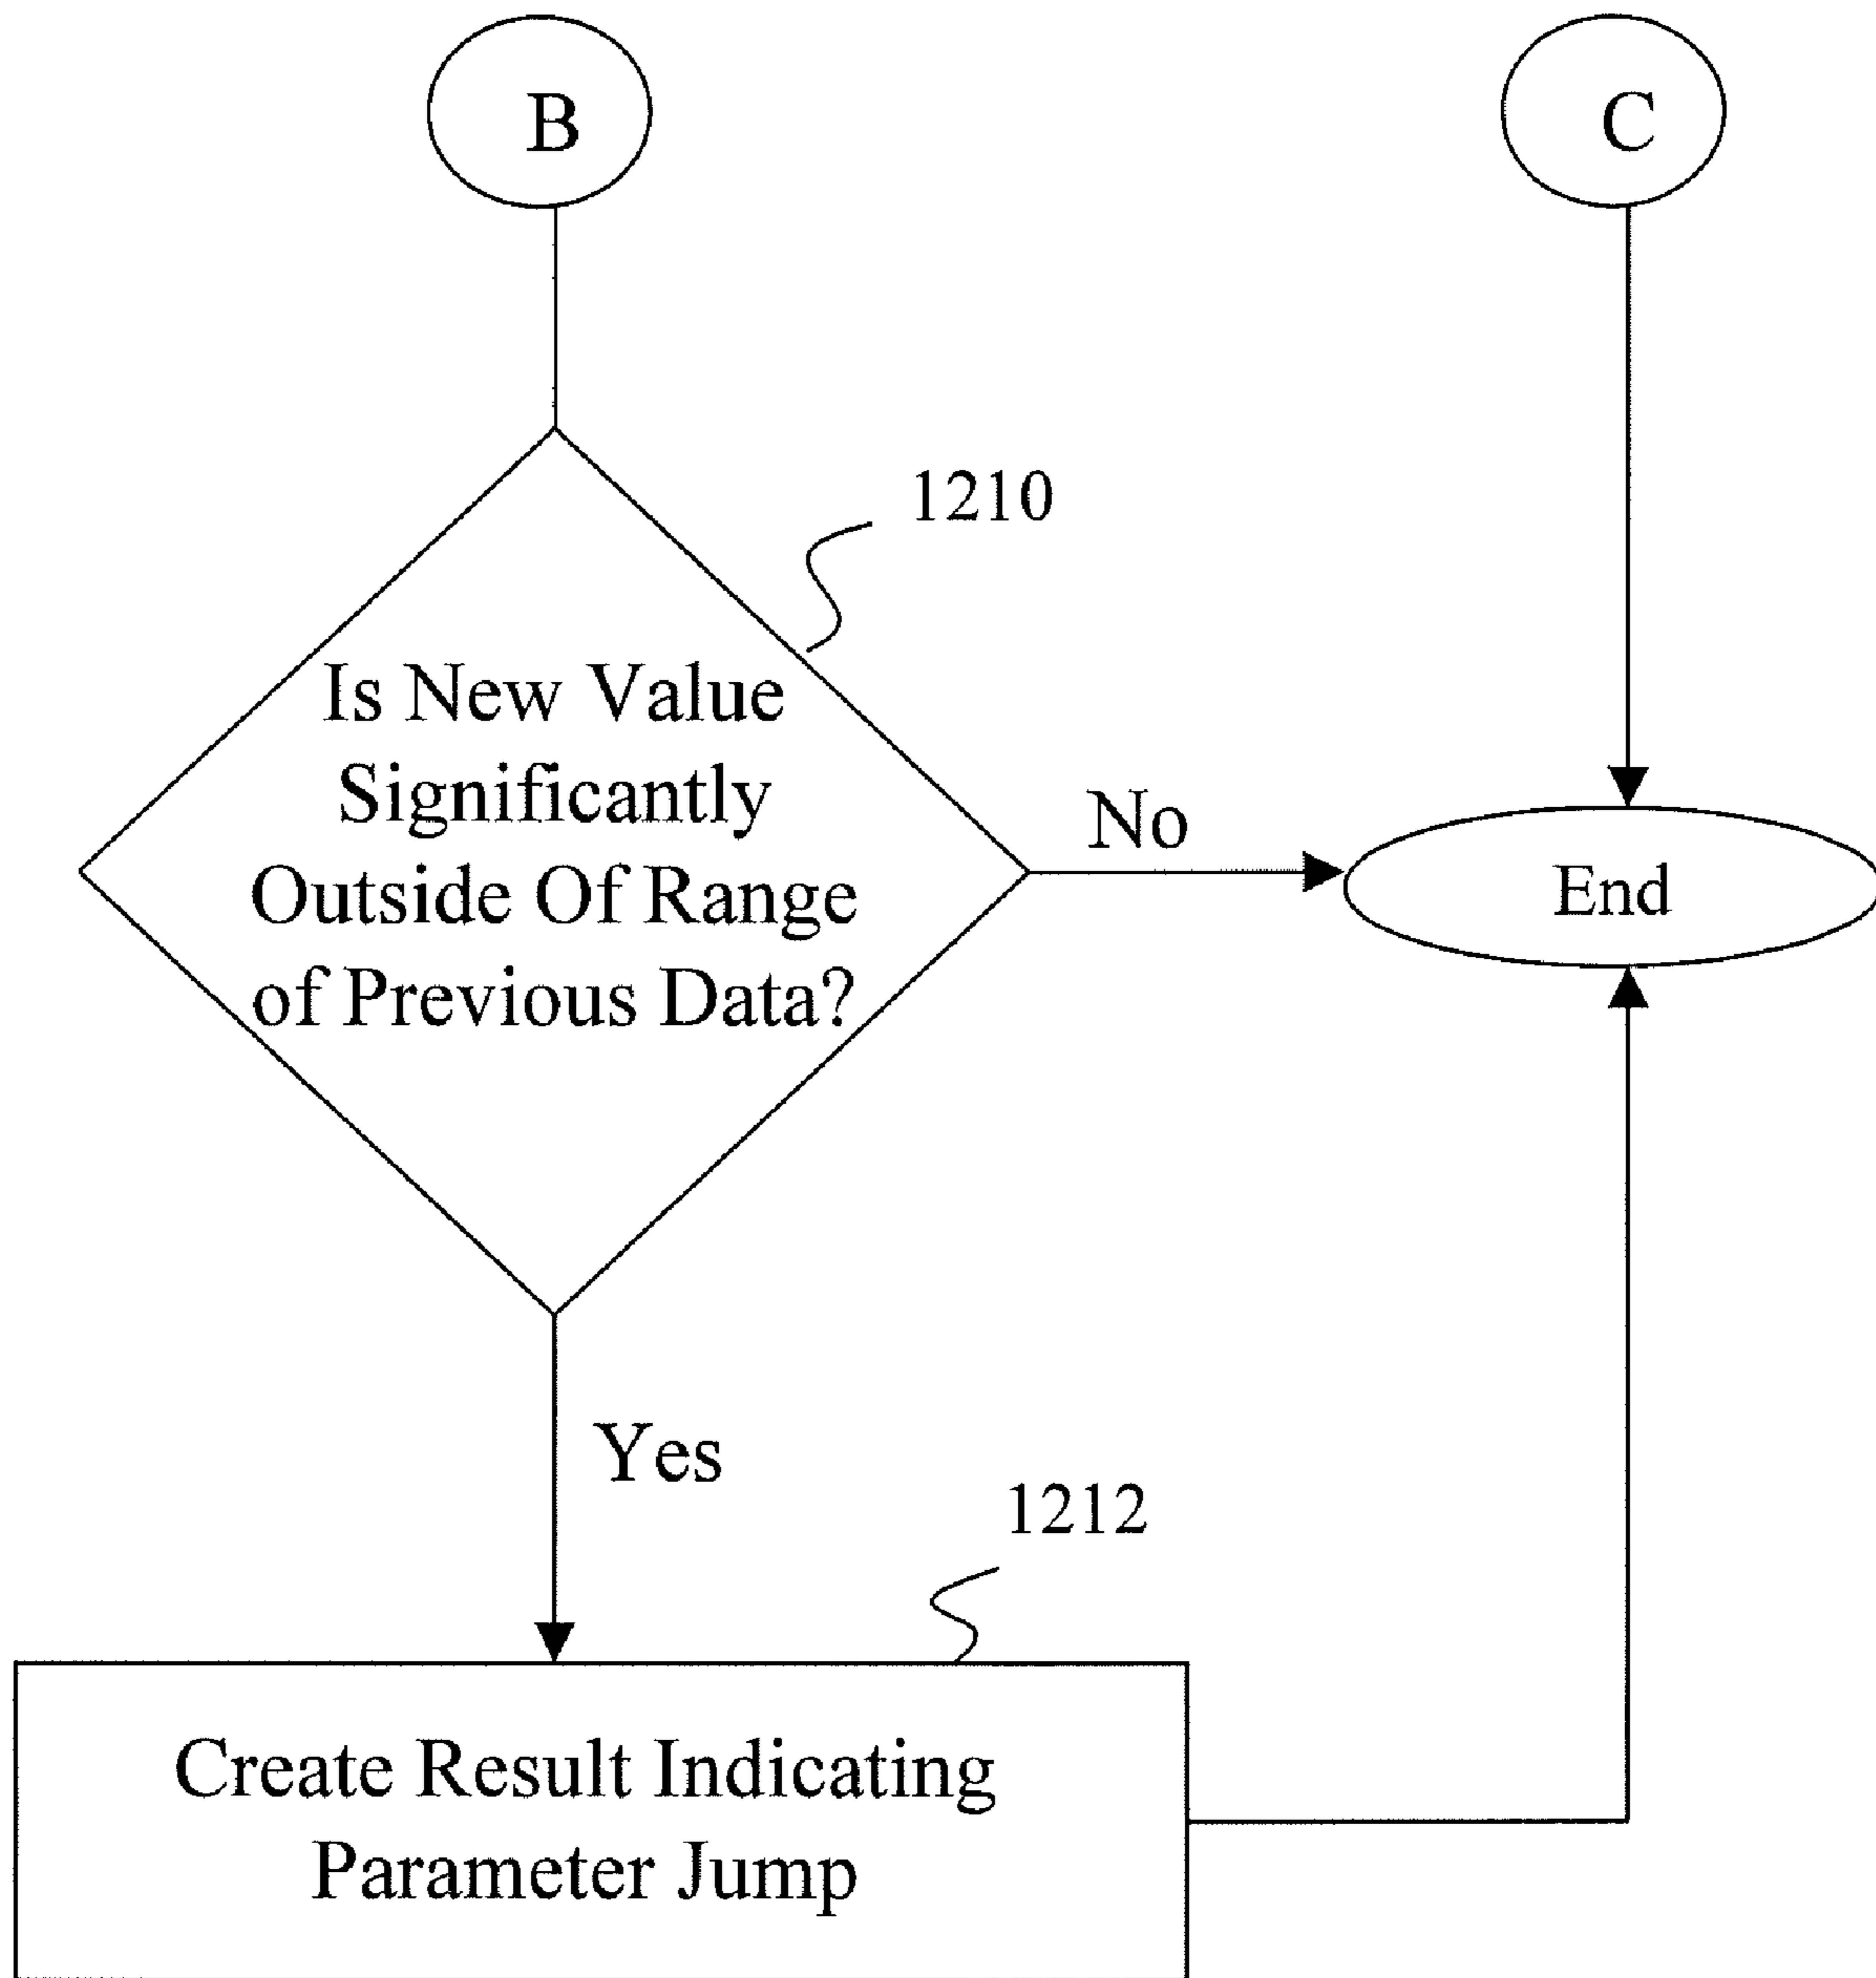 B
C
1210
Is New Value
Significantly
Outside Of Range
of Previous Data?
No
End
Yes
1212
Create Result Indicating
Parameter Jump